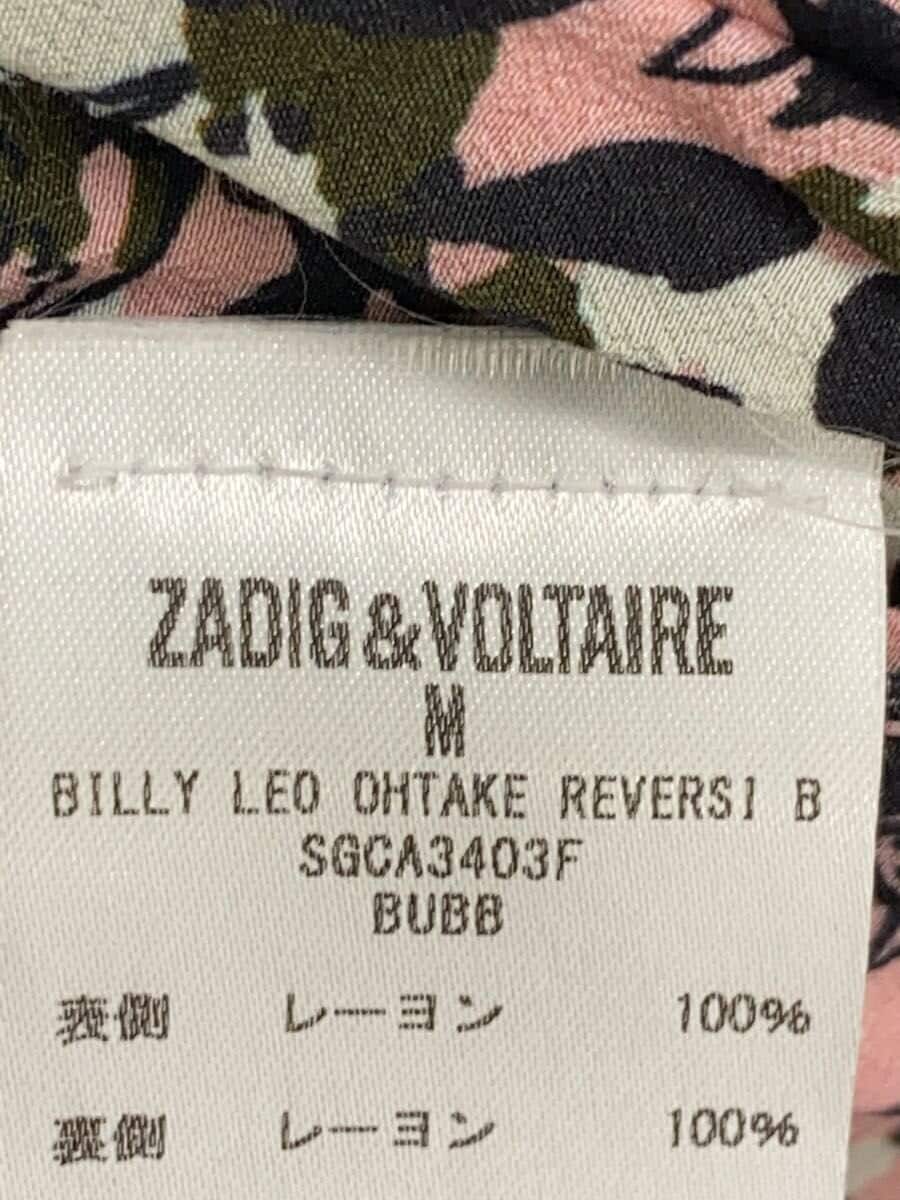 ZADIG&VOLTAIRE
M
BILLY LEO OHTAKE REVERSI B
SGCA3403F
BUBB
表側 レーヨン 100%
裏側 レーヨン 100%